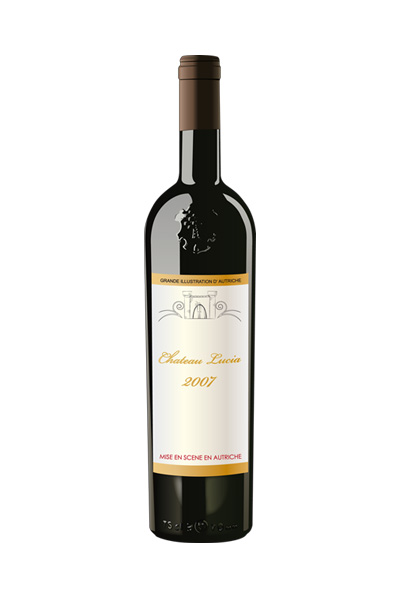 GRANDE ILLUSTRATION D' AUTRICHE
Chateau Lucia
2007
MISE EN SCENE EN AUTRICHE